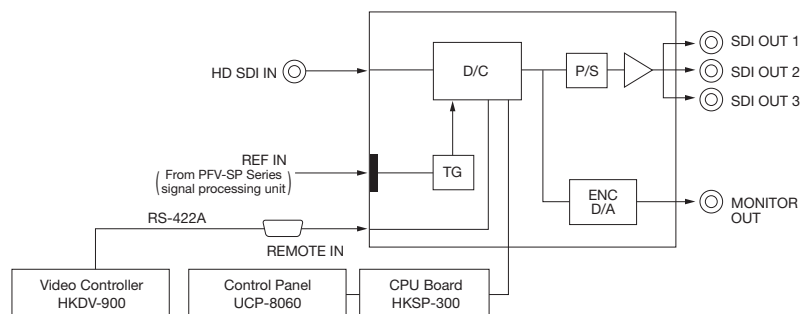 HD SDI IN
D/C
P/S
SDI OUT 1
SDI OUT 2
SDI OUT 3
REF IN
(From PFV-SP Series
signal processing unit)
TG
ENC
D/A
MONITOR
OUT
RS-422A
REMOTE IN
Video Controller
HKDV-900
Control Panel
UCP-8060
CPU Board
HKSP-300